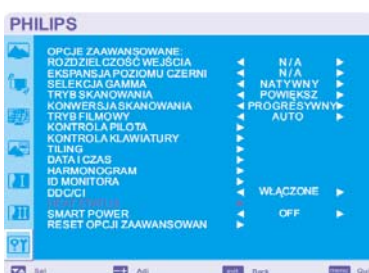 PHILIPS
OPCJE ZAAWANSOWANE:
ROZDZIELCZOŚĆ WEJŚCIA N/A
EKSPANSJA POZIOMU CZERNI N/A
SELEKCJA GAMMA NATYWNY
TRYB SKANOWANIA POWIĘKSZ
KONWERSJA SKANOWANIA PROGRESYWNY
TRYB FILMOWY AUTO
KONTROLA PILOTA
KONTROLA KLAWIATURY
TILING
DATA I CZAS
HARMONOGRAM
ID MONITORA
DDC/CI WŁĄCZONE
SMART POWER OFF
RESET OPCJI ZAAWANSOWAN
Sel Adj Back